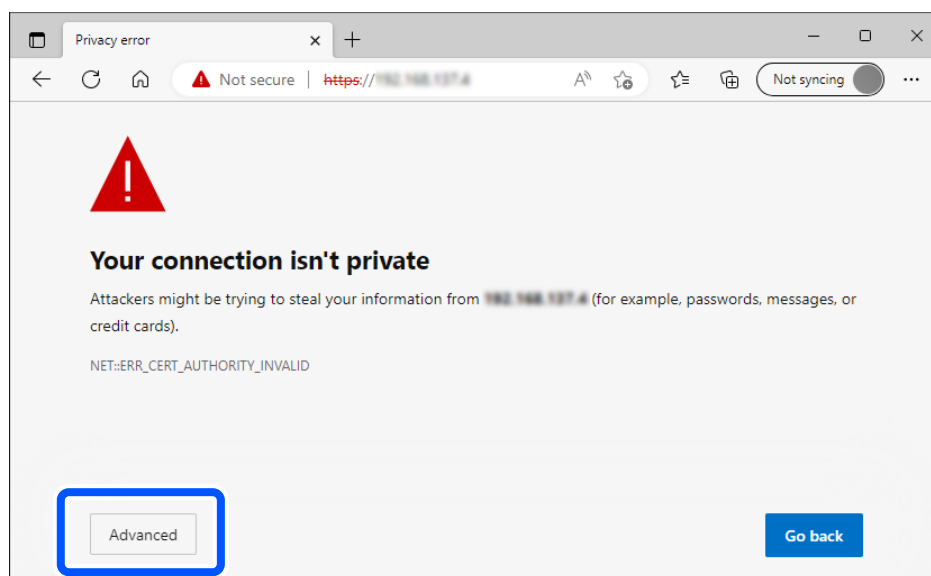 Privacy error
Not secure https://
Not syncing
Your connection isn't private
Attackers might be trying to steal your information from (for example, passwords, messages, or
credit cards).
NET::ERR_CERT_AUTHORITY_INVALID
Advanced
Go back